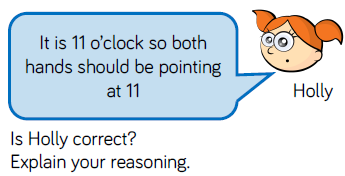 It is 11 o'clock so both
hands should be pointing
at 11
Holly
Is Holly correct?
Explain your reasoning.